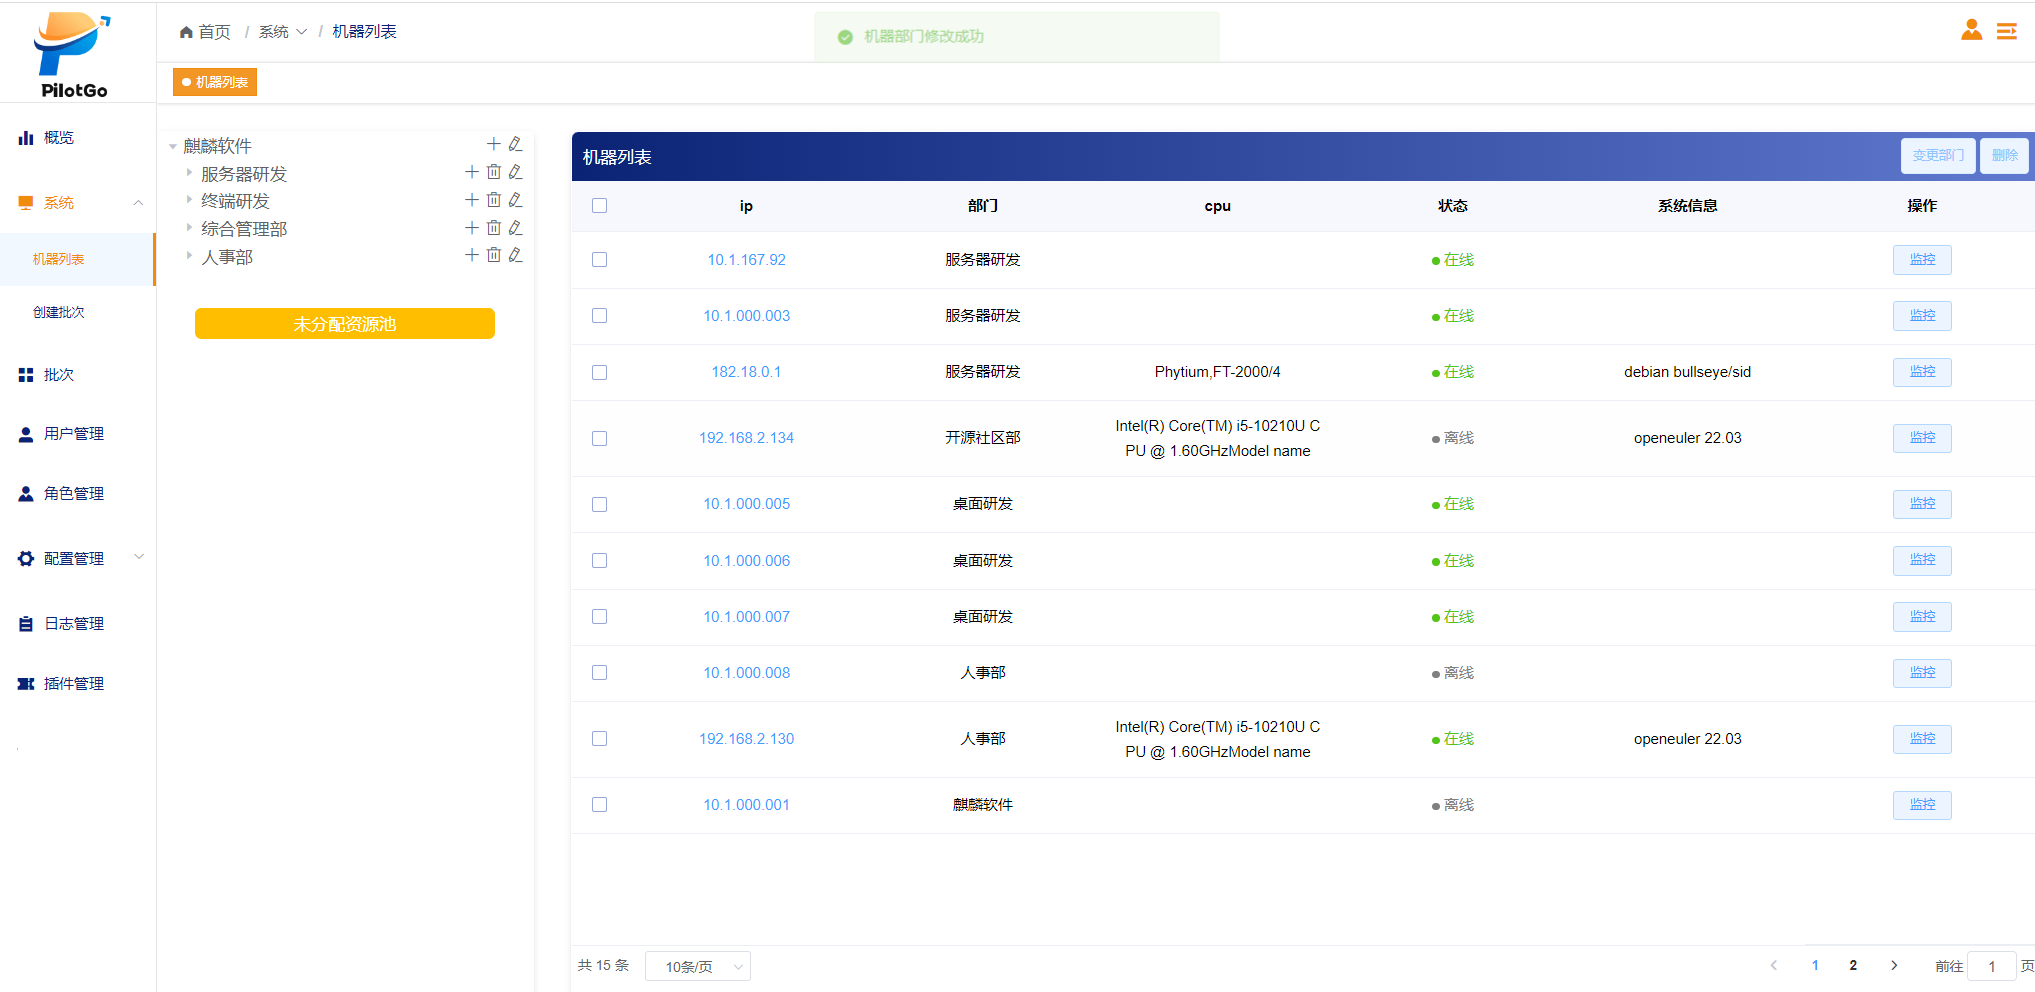 PilotGo
首页 / 系统 / 机器列表
机器部门修改成功
机器列表
概览
系统
机器列表
创建批次
批次
用户管理
角色管理
配置管理
日志管理
插件管理
麒麟软件
服务器研发
终端研发
综合管理部
人事部
未分配资源池
机器列表
变更部门 删除
ip 部门 cpu 状态 系统信息 操作
10.1.167.92 服务器研发 在线 监控
10.1.000.003 服务器研发 在线 监控
182.18.0.1 服务器研发 Phytium,FT-2000/4 在线 debian bullseye/sid 监控
192.168.2.134 开源社区部 Intel(R) Core(TM) i5-10210U C
PU @ 1.60GHzModel name 离线 openeuler 22.03 监控
10.1.000.005 桌面研发 在线 监控
10.1.000.006 桌面研发 在线 监控
10.1.000.007 桌面研发 在线 监控
10.1.000.008 人事部 离线 监控
192.168.2.130 人事部 Intel(R) Core(TM) i5-10210U C
PU @ 1.60GHzModel name 在线 openeuler 22.03 监控
10.1.000.001 麒麟软件 离线 监控
共 15 条 10条/页 1 2 前往 1 页